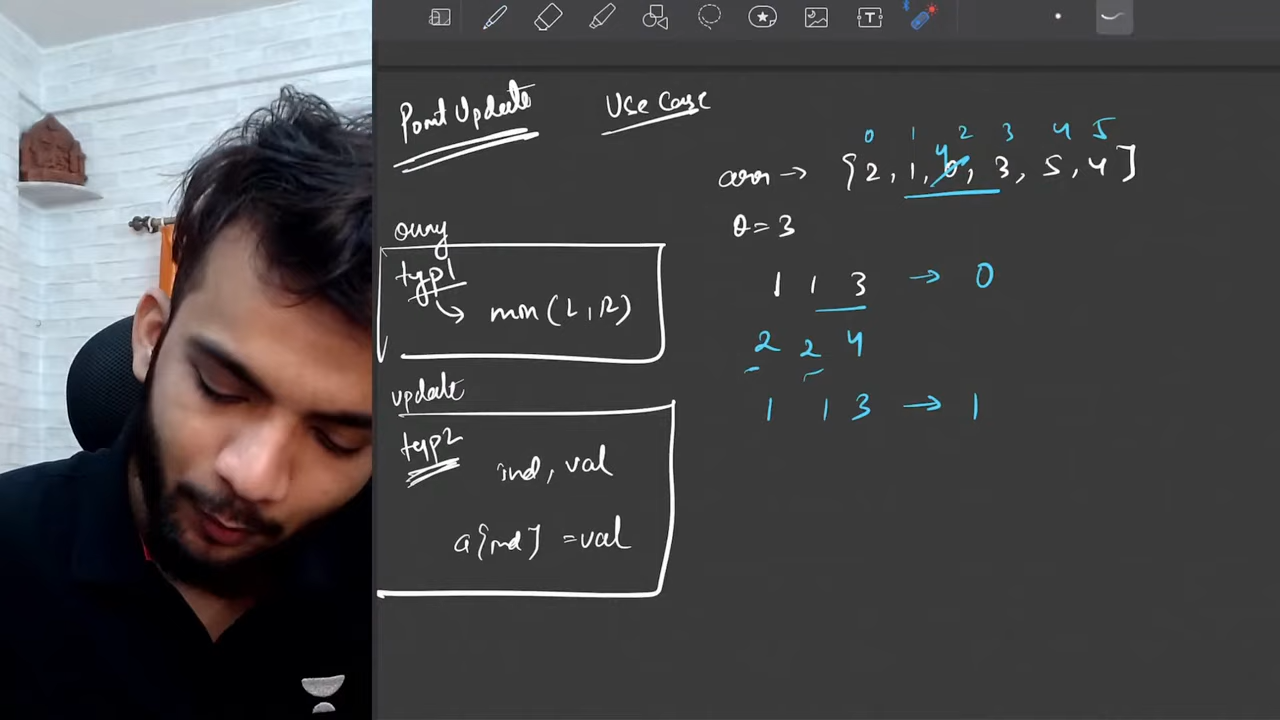 Point Update
Use Case
0 1 2 3 4 5
4
arr → {2, 1, 0, 3, 5, 4}
Q = 3
query
typ1
min (L, R)
1 1 3 → 0
2 2 4
1 1 3 → 1
update
typ2
ind, val
a[ind] = val